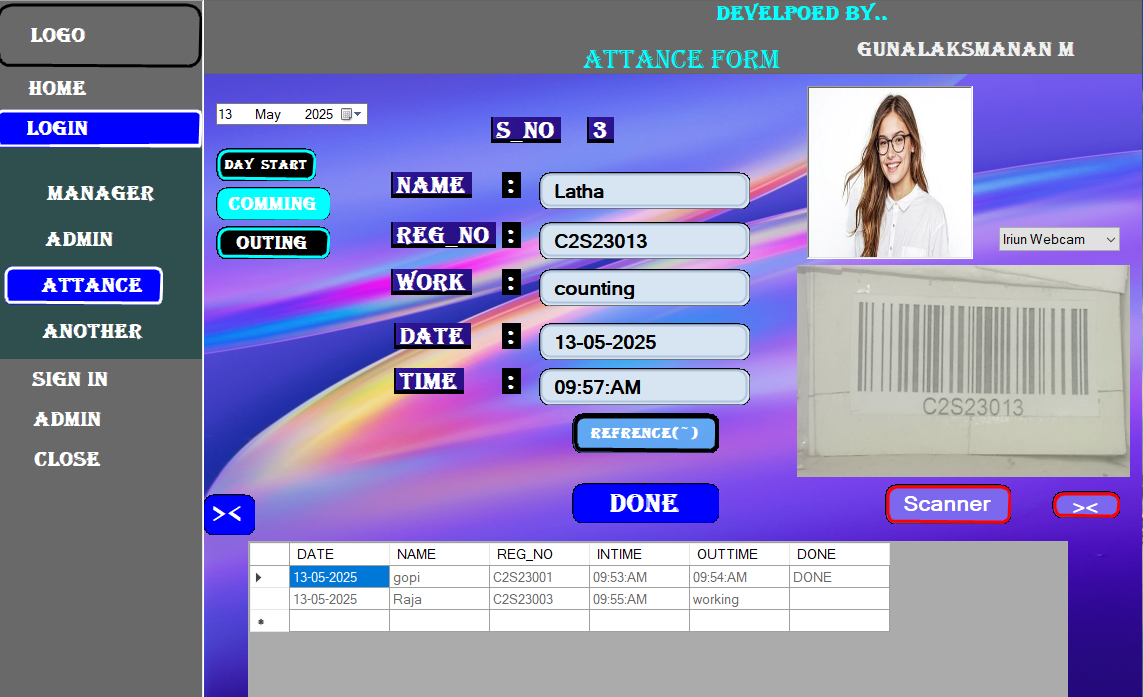 LOGO
HOME
LOGIN
MANAGER
ADMIN
ATTANCE
ANOTHER
SIGN IN
ADMIN
CLOSE
DEVELPOED BY..
ATTANCE FORM
GUNALAKSMANAN M
13 May 2025
DAY START
COMMING
OUTING
S_NO 3
NAME : Latha
REG_NO : C2S23013
WORK : counting
DATE : 13-05-2025
TIME : 09:57:AM
REFRENCE(~)
DONE
Iriun Webcam
C2S23013
Scanner
><
><
DATE NAME REG_NO INTIME OUTTIME DONE
13-05-2025 gopi C2S23001 09:53:AM 09:54:AM DONE
13-05-2025 Raja C2S23003 09:55:AM working